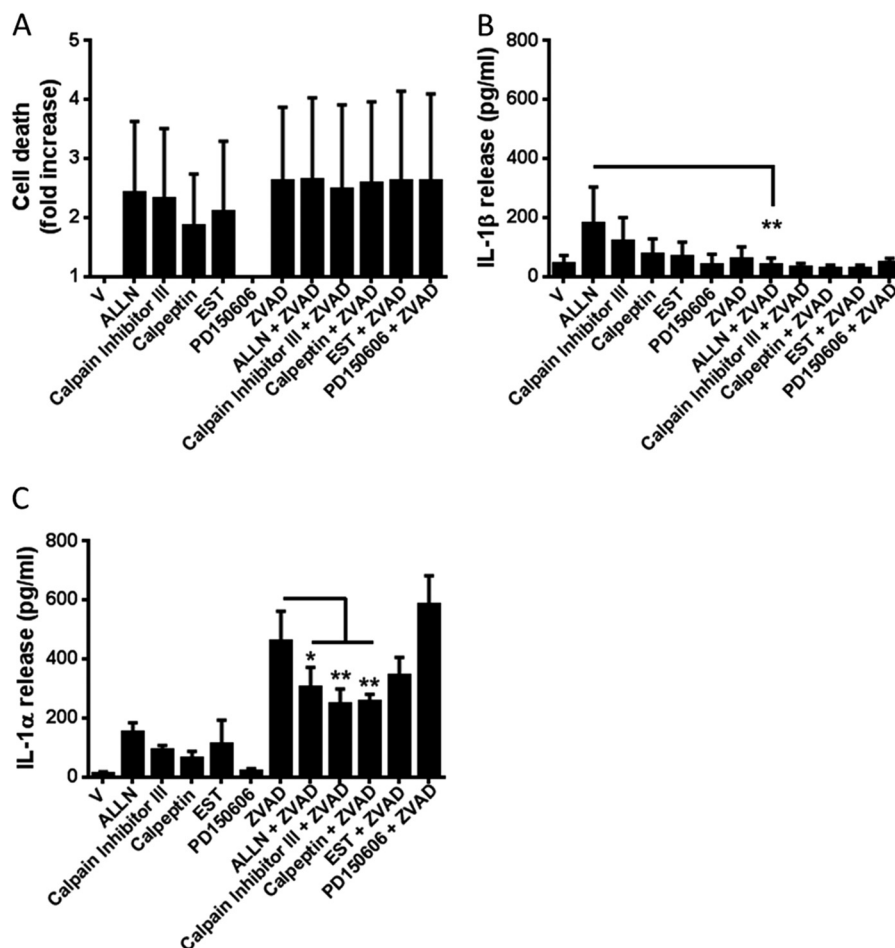 A
Cell death
(fold increase)
5
4
3
2
1
V
ALLN
Calpain Inhibitor III
Calpeptin
EST
PD150606
ZVAD
ALLN + ZVAD
Calpain Inhibitor III + ZVAD
Calpeptin + ZVAD
EST + ZVAD
PD150606 + ZVAD
B
IL-1β release (pg/ml)
800
600
400
200
0
**
V
ALLN
Calpain Inhibitor III
Calpeptin
EST
PD150606
ZVAD
ALLN + ZVAD
Calpain Inhibitor III + ZVAD
Calpeptin + ZVAD
EST + ZVAD
PD150606 + ZVAD
C
IL-1α release (pg/ml)
800
600
400
200
0
*
**
**
V
ALLN
Calpain Inhibitor III
Calpeptin
EST
PD150606
ZVAD
ALLN + ZVAD
Calpain Inhibitor III + ZVAD
Calpeptin + ZVAD
EST + ZVAD
PD150606 + ZVAD